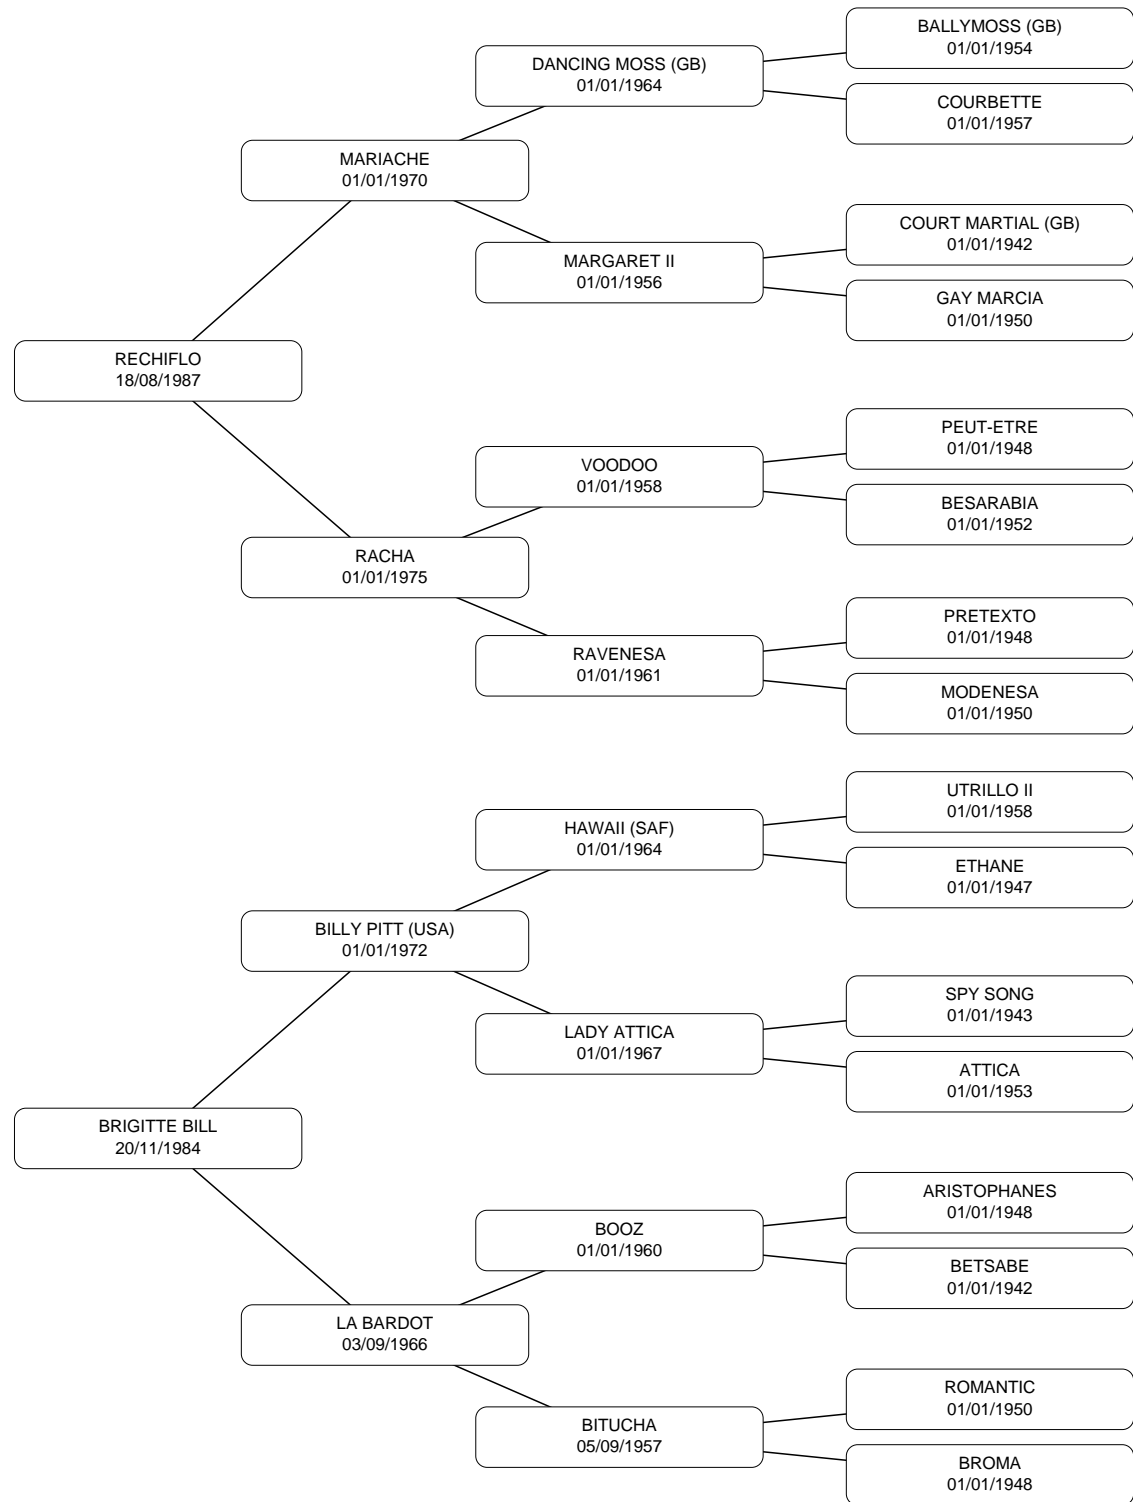 BALLYMOSS (GB)
01/01/1954
DANCING MOSS (GB)
01/01/1964
COURBETTE
01/01/1957
MARIACHE
01/01/1970
COURT MARTIAL (GB)
01/01/1942
MARGARET II
01/01/1956
GAY MARCIA
01/01/1950
RECHIFLO
18/08/1987
PEUT-ETRE
01/01/1948
VOODOO
01/01/1958
BESARABIA
01/01/1952
RACHA
01/01/1975
PRETEXTO
01/01/1948
RAVENESA
01/01/1961
MODENESA
01/01/1950
UTRILLO II
01/01/1958
HAWAII (SAF)
01/01/1964
ETHANE
01/01/1947
BILLY PITT (USA)
01/01/1972
SPY SONG
01/01/1943
LADY ATTICA
01/01/1967
ATTICA
01/01/1953
BRIGITTE BILL
20/11/1984
ARISTOPHANES
01/01/1948
BOOZ
01/01/1960
BETSABE
01/01/1942
LA BARDOT
03/09/1966
ROMANTIC
01/01/1950
BITUCHA
05/09/1957
BROMA
01/01/1948